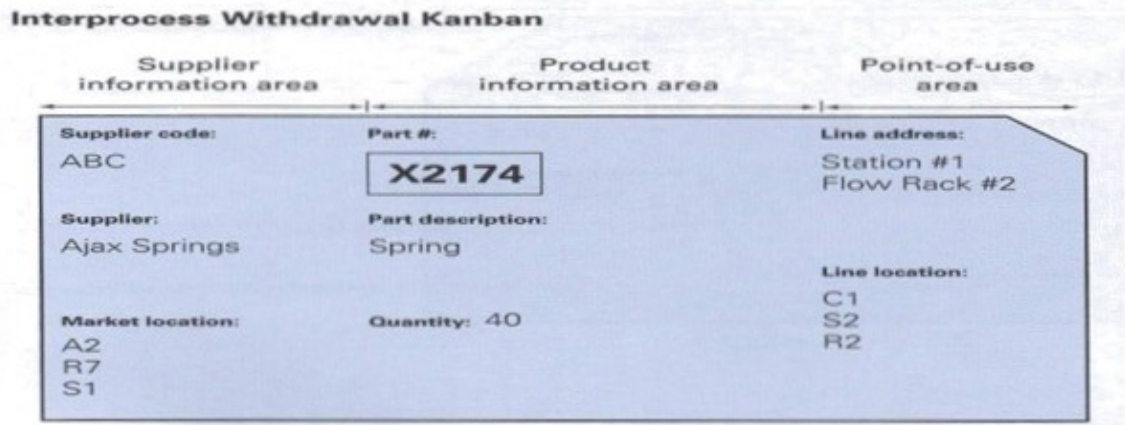 Interprocess Withdrawal Kanban
Supplier
information area
Product
information area
Point-of-use
area
Supplier code:
ABC
Supplier:
Ajax Springs
Market location:
A2
R7
S1
Part #:
X2174
Part description:
Spring
Quantity: 40
Line address:
Station #1
Flow Rack #2
Line location:
C1
S2
R2